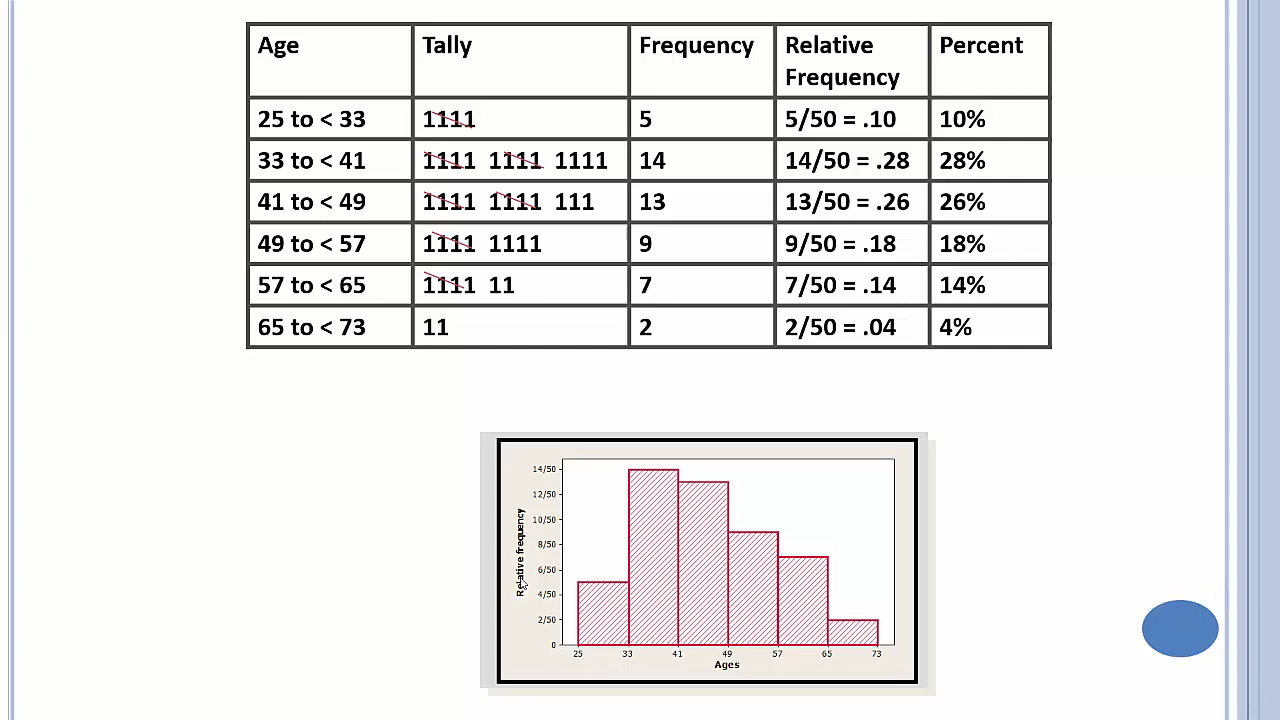 Age Tally Frequency Relative Frequency Percent
25 to < 33 1111 5 5/50 = .10 10%
33 to < 41 1111 1111 1111 14 14/50 = .28 28%
41 to < 49 1111 1111 111 13 13/50 = .26 26%
49 to < 57 1111 1111 9 9/50 = .18 18%
57 to < 65 1111 11 7 7/50 = .14 14%
65 to < 73 11 2 2/50 = .04 4%
Relative frequency
14/50
12/50
10/50
8/50
6/50
4/50
2/50
0
25 33 41 49 57 65 73
Ages